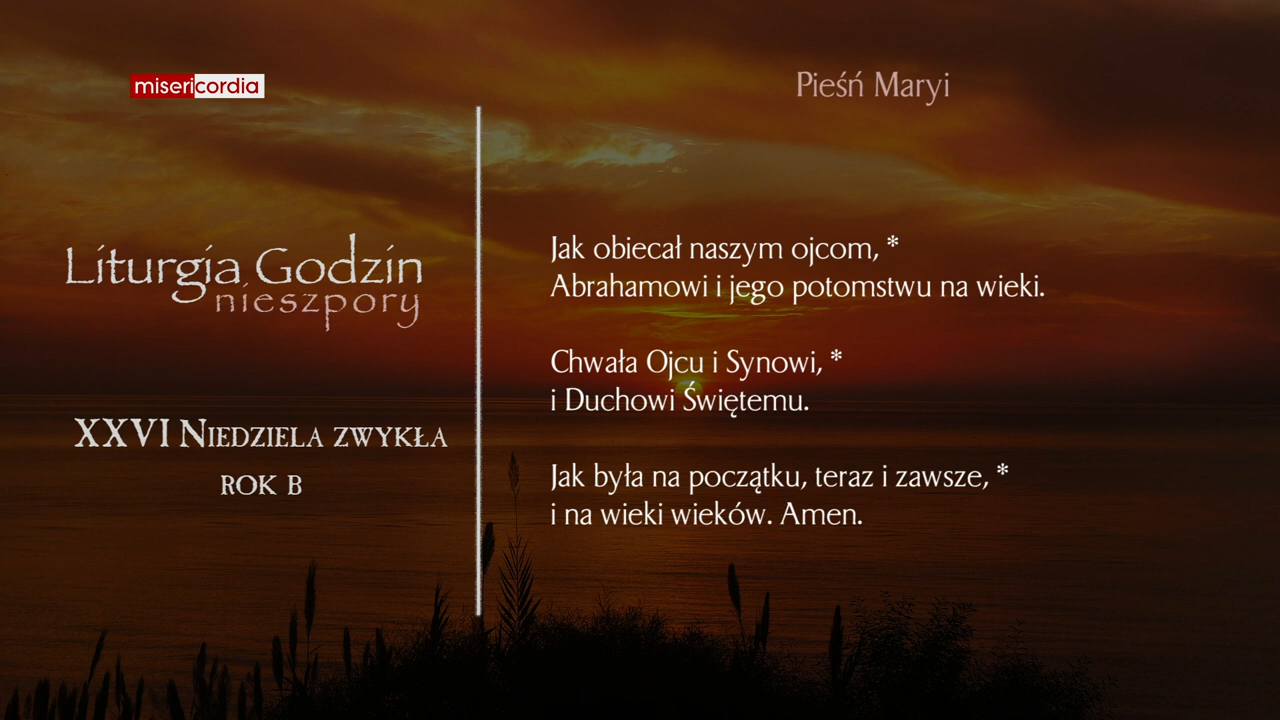 misericordia
Liturgia Godzin
nieszpory
XXVI Niedziela zwykła
rok B
Pieśń Maryi
Jak obiecał naszym ojcom, *
Abrahamowi i jego potomstwu na wieki.
Chwała Ojcu i Synowi, *
i Duchowi Świętemu.
Jak była na początku, teraz i zawsze, *
i na wieki wieków. Amen.